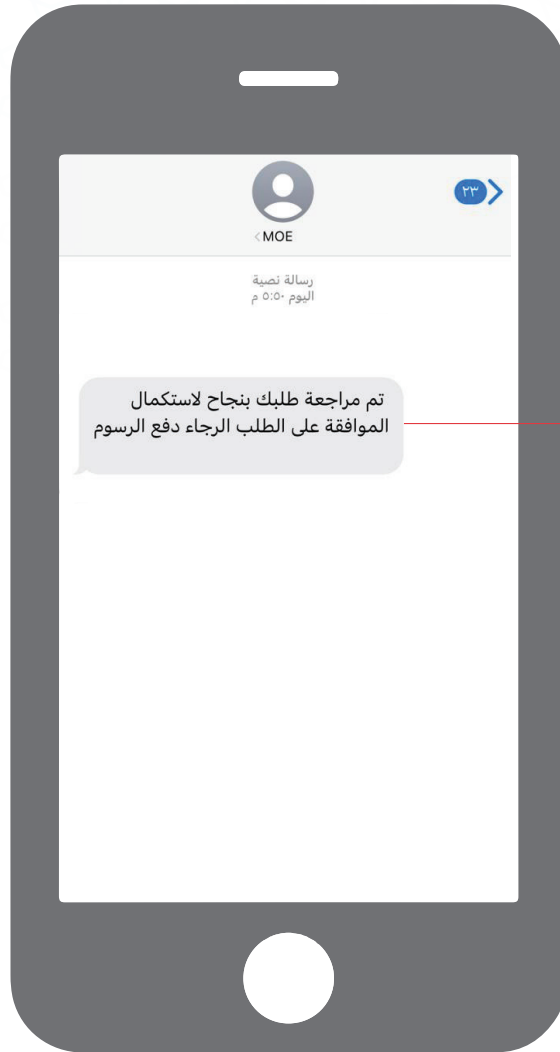 ٢٣
MOE
رسالة نصية
اليوم ٥:٥٠ م
تم مراجعة طلبك بنجاح لاستكمال
الموافقة على الطلب الرجاء دفع الرسوم